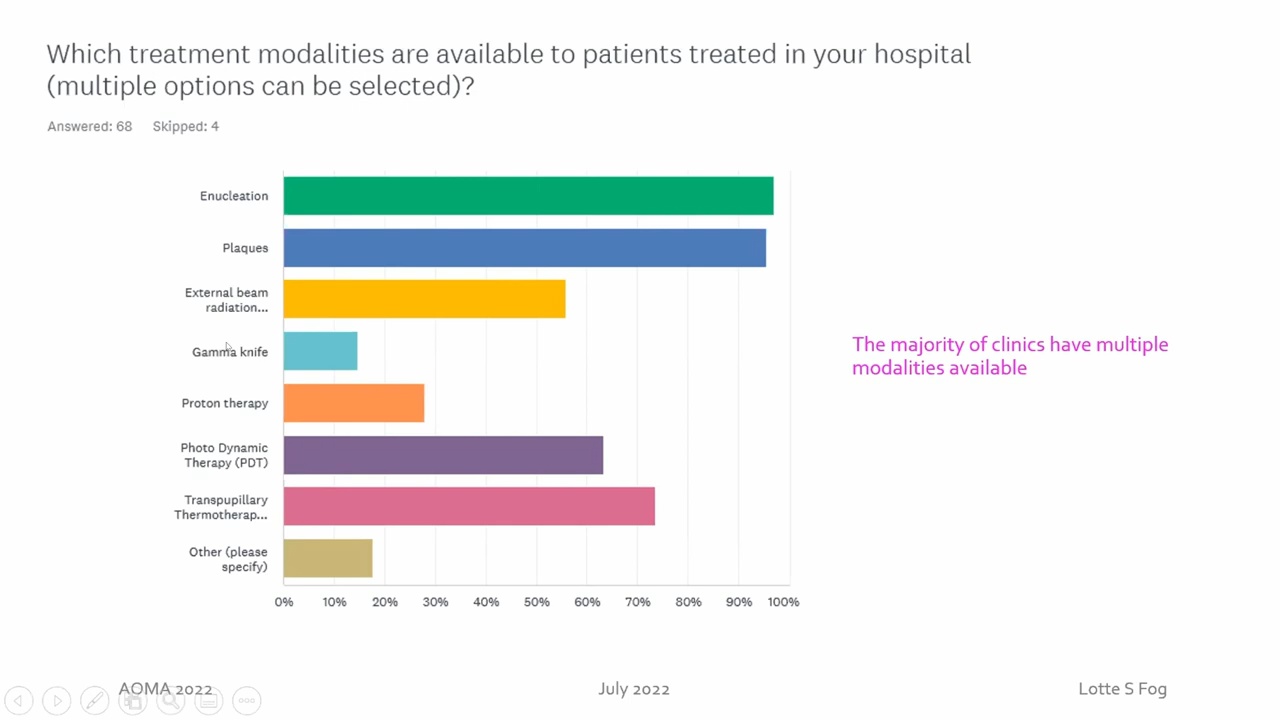 Which treatment modalities are available to patients treated in your hospital
(multiple options can be selected)?
Answered: 68 Skipped: 4
Enucleation
Plaques
External beam
radiation...
Gamma knife
Proton therapy
Photo Dynamic
Therapy (PDT)
Transpupillary
Thermotherap...
Other (please
specify)
0% 10% 20% 30% 40% 50% 60% 70% 80% 90% 100%
The majority of clinics have multiple
modalities available
AOMA 2022 July 2022 Lotte S Fog